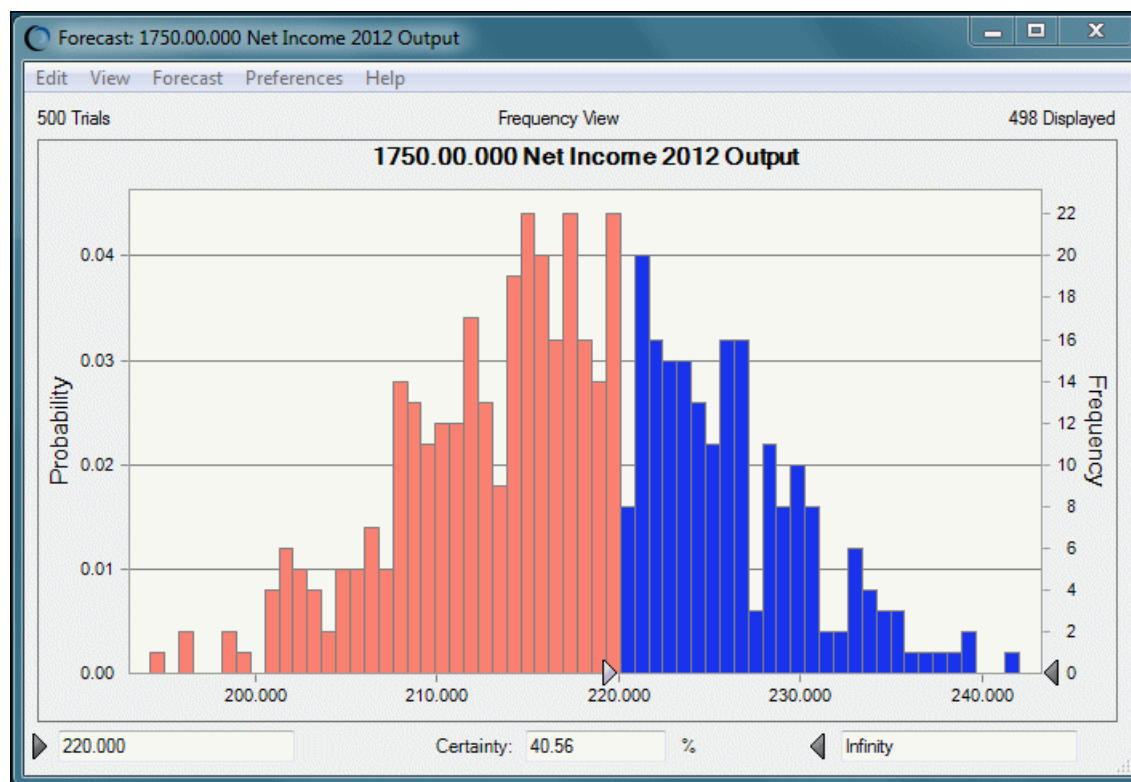 Forecast: 1750.00.000 Net Income 2012 Output
Edit View Forecast Preferences Help
500 Trials Frequency View 498 Displayed
1750.00.000 Net Income 2012 Output
Probability
0.04
0.03
0.02
0.01
0.00
22
20
18
16
14
12
10
8
6
4
2
0
Frequency
200.000 210.000 220.000 230.000 240.000
220.000 Certainty: 40.56 % Infinity